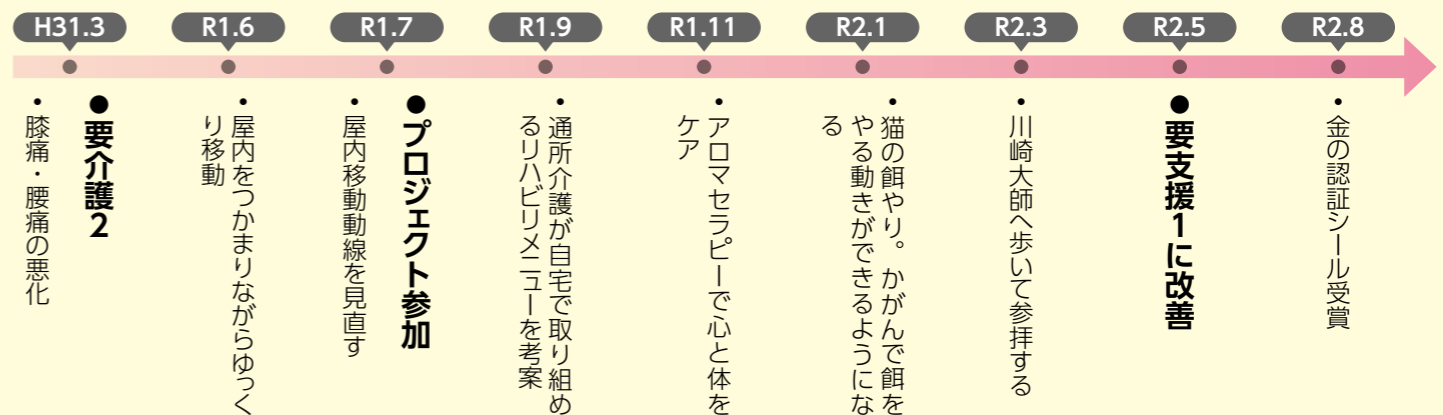 H31.3
R1.6
R1.7
R1.9
R1.11
R2.1
R2.3
R2.5
R2.8
●要介護2
・膝痛・腰痛の悪化
・屋内をつかまりながらゆっく
り移動
●プロジェクト参加
・屋内移動動線を見直す
・通所介護が自宅で取り組め
るリハビリメニューを考案
・アロマセラピーで心と体を
ケア
・猫の餌やり。かがんで餌を
やる動きができるようにな
る
・川崎大師へ歩いて参拝する
●要支援1に改善
・金の認証シール受賞